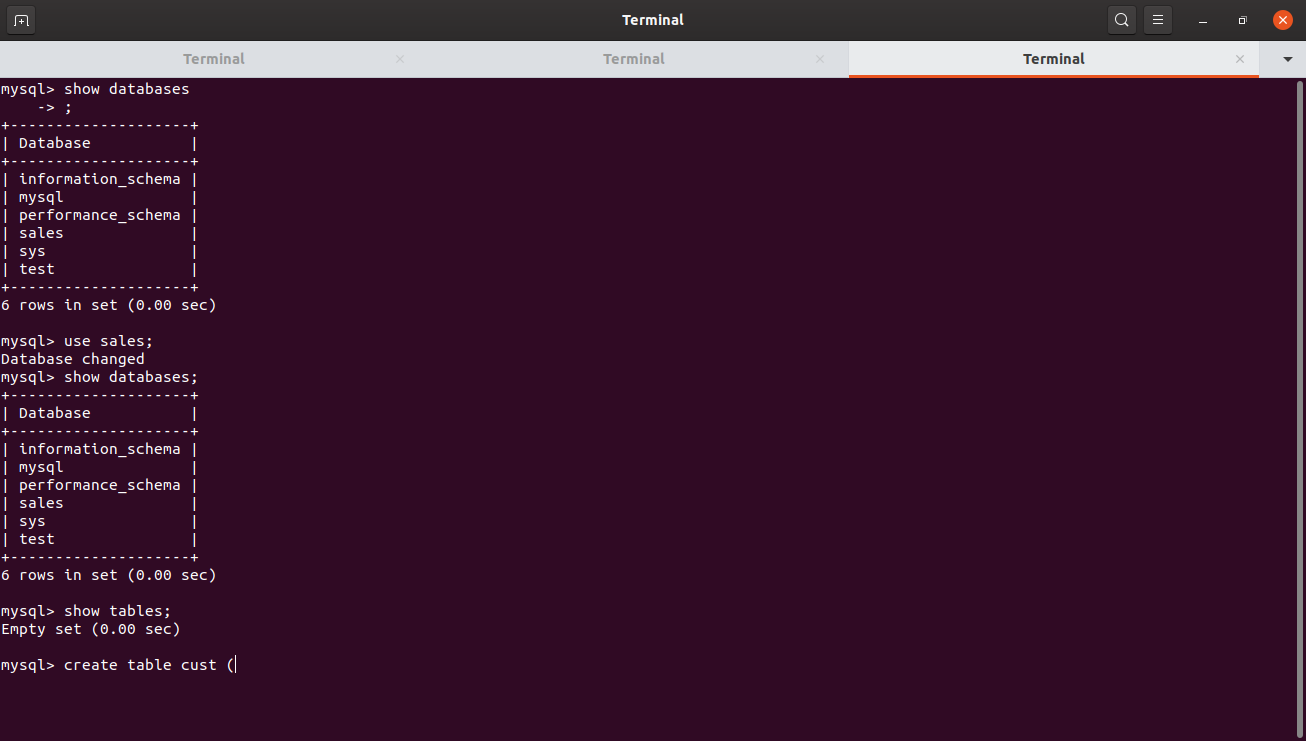 Terminal
Terminal Terminal Terminal
mysql> show databases
    -> ;
+--------------------+
| Database           |
+--------------------+
| information_schema |
| mysql              |
| performance_schema |
| sales              |
| sys                |
| test               |
+--------------------+
6 rows in set (0.00 sec)

mysql> use sales;
Database changed
mysql> show databases;
+--------------------+
| Database           |
+--------------------+
| information_schema |
| mysql              |
| performance_schema |
| sales              |
| sys                |
| test               |
+--------------------+
6 rows in set (0.00 sec)

mysql> show tables;
Empty set (0.00 sec)

mysql> create table cust (